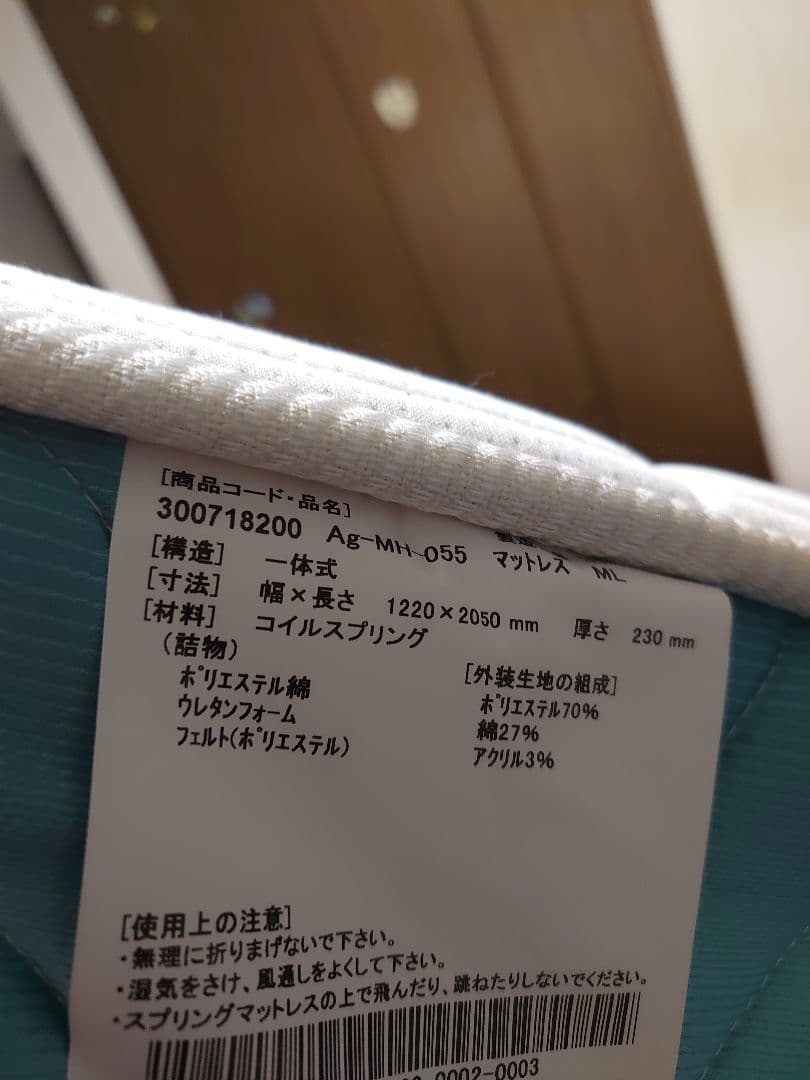 [商品コード・品名]
300718200 Ag-MH-055 マットレス ML
[構造] 一体式
[寸法] 幅×長さ 1220×2050 mm 厚さ 230 mm
[材料] コイルスプリング
(詰物)
ポリエステル綿
ウレタンフォーム
フェルト(ポリエステル)
[外装生地の組成]
ポリエステル70%
綿27%
アクリル3%
[使用上の注意]
・無理に折りまげないで下さい。
・湿気をさけ、風通しをよくして下さい。
・スプリングマットレスの上で飛んだり、跳ねたりしないでください。
0002-0003